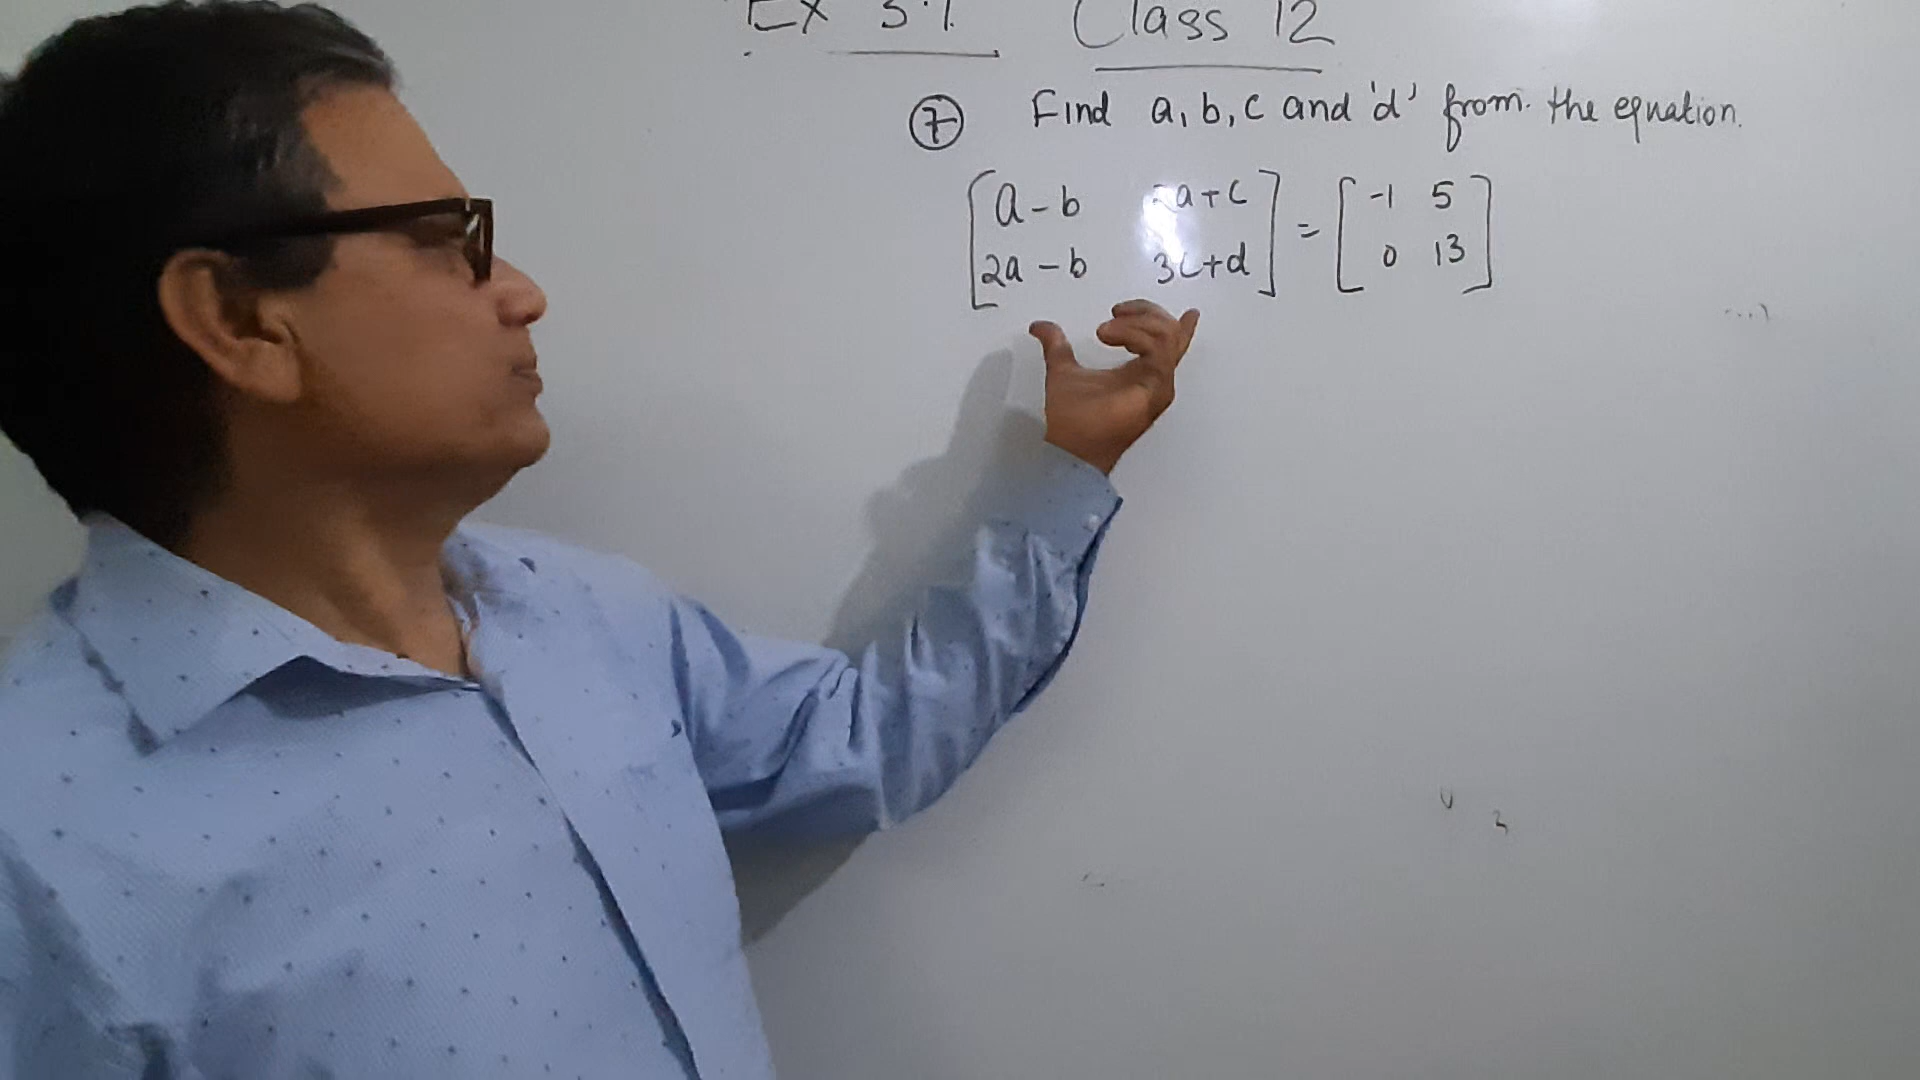 Ex 3.1 Class 12
7 Find a, b, c and 'd' from the equation.
[a-b 2a+c] = [-1 5]
[2a-b 3c+d] [0 13]